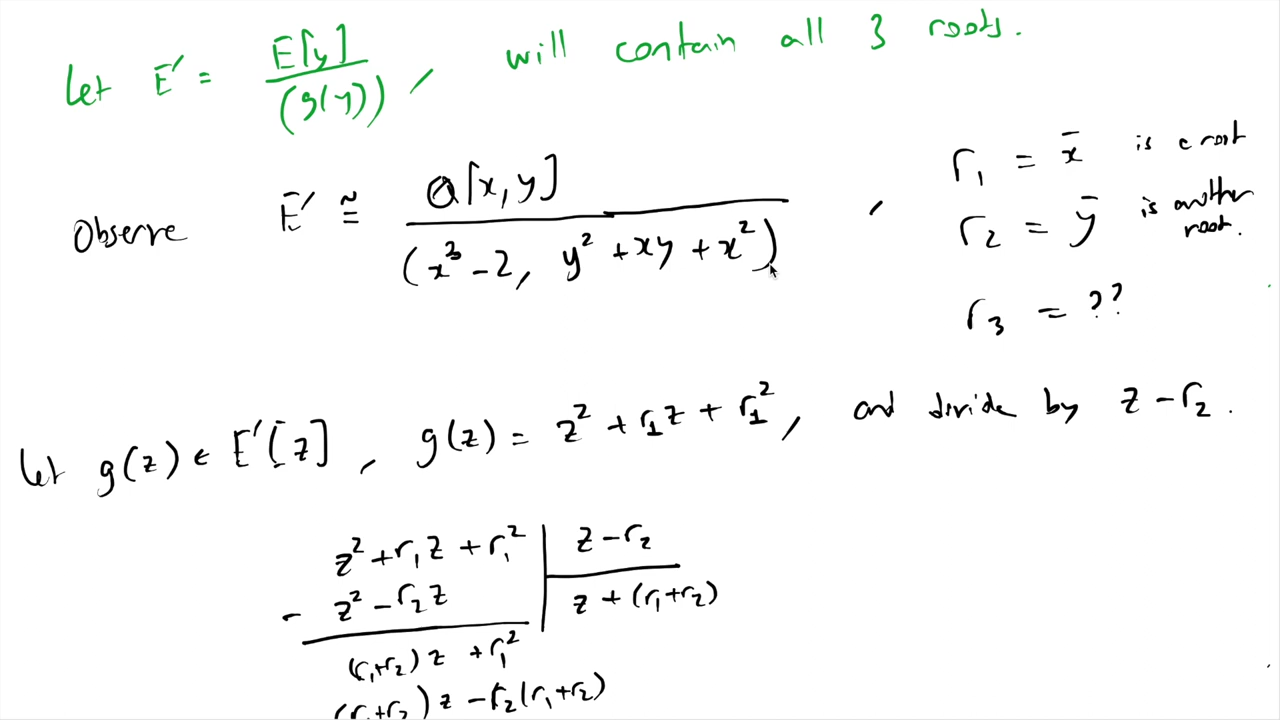 Let E' = E[y] / (g(y)) , will contain all 3 roots.
Observe E' ≅ Q[x,y] / (x³ - 2, y² + xy + x²) ,
r₁ = x̄ is a root
r₂ = ȳ is another root.
r₃ = ??
Let g(z) ∈ E'[z] , g(z) = z² + r₁z + r₁² , and divide by z - r₂ .
z² + r₁z + r₁² | z - r₂
- z² - r₂z | z + (r₁+r₂)
(r₁+r₂) z + r₁²
(r₁+r₂) z - r₂(r₁+r₂)